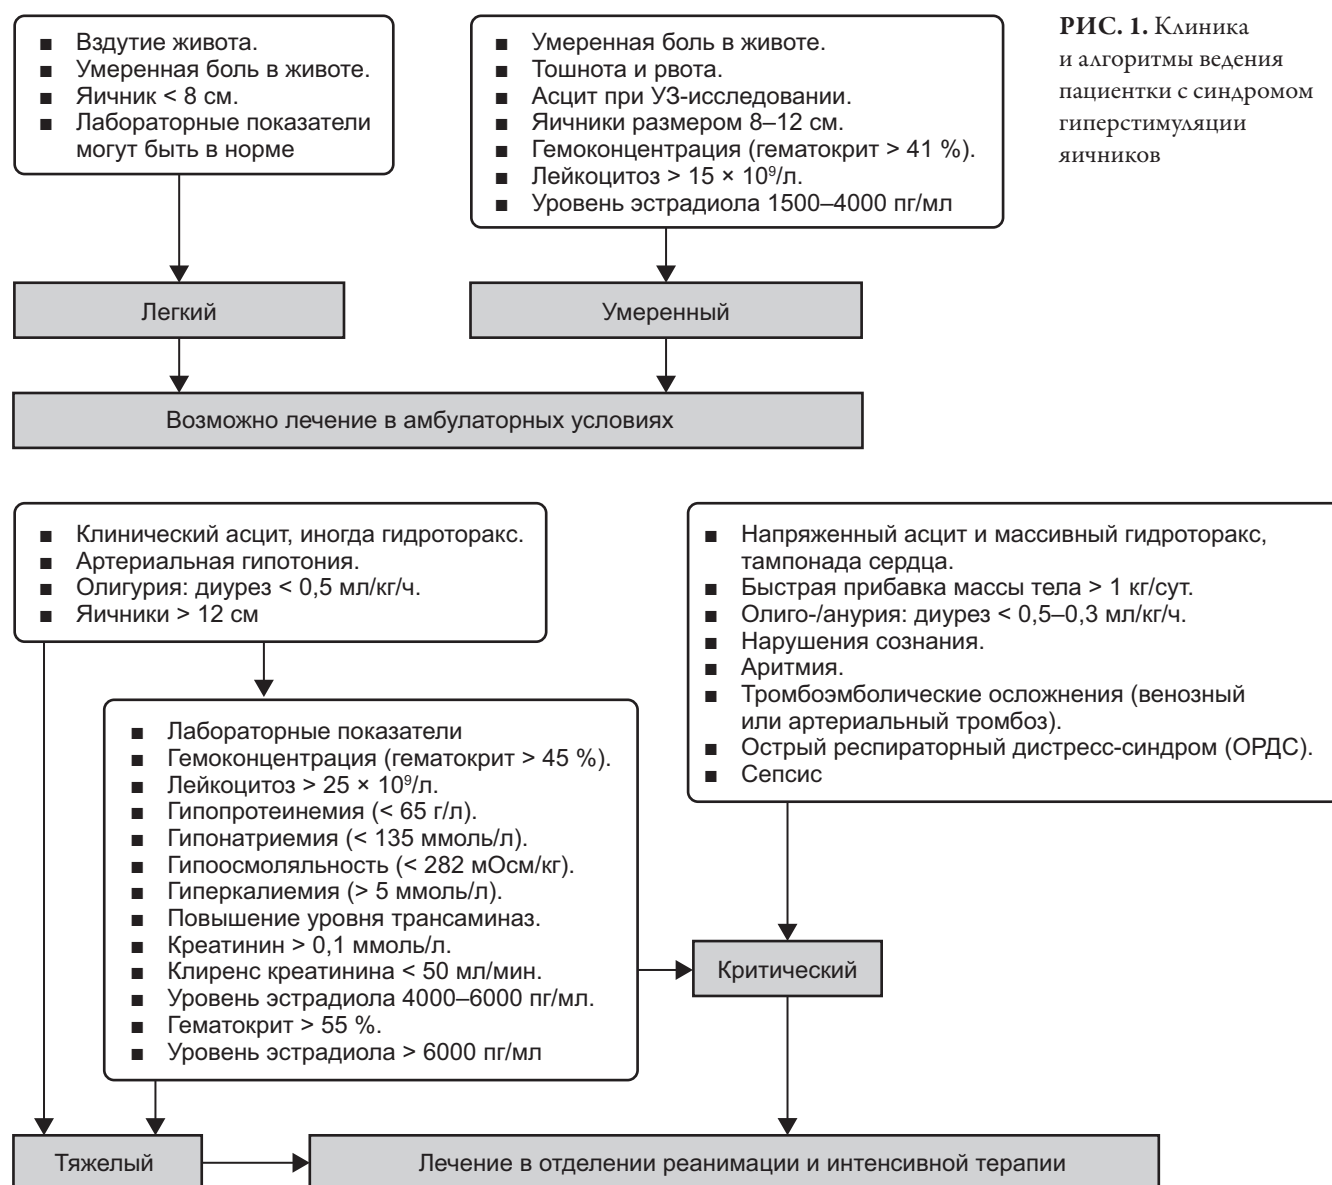 РИС. 1. Клиника
и алгоритмы ведения
пациентки с синдромом
гиперстимуляции
яичников
■ Вздутие живота.
■ Умеренная боль в животе.
■ Яичник < 8 см.
■ Лабораторные показатели
могут быть в норме
■ Умеренная боль в животе.
■ Тошнота и рвота.
■ Асцит при УЗ-исследовании.
■ Яичники размером 8–12 см.
■ Гемоконцентрация (гематокрит > 41 %).
■ Лейкоцитоз > 15 × 10⁹/л.
■ Уровень эстрадиола 1500–4000 пг/мл
Легкий
Умеренный
Возможно лечение в амбулаторных условиях
■ Клинический асцит, иногда гидроторакс.
■ Артериальная гипотония.
■ Олигурия: диурез < 0,5 мл/кг/ч.
■ Яичники > 12 см
■ Напряженный асцит и массивный гидроторакс,
тампонада сердца.
■ Быстрая прибавка массы тела > 1 кг/сут.
■ Олиго-/анурия: диурез < 0,5–0,3 мл/кг/ч.
■ Нарушения сознания.
■ Аритмия.
■ Тромбоэмболические осложнения (венозный
или артериальный тромбоз).
■ Острый респираторный дистресс-синдром (ОРДС).
■ Сепсис
■ Лабораторные показатели
■ Гемоконцентрация (гематокрит > 45 %).
■ Лейкоцитоз > 25 × 10⁹/л.
■ Гипопротеинемия (< 65 г/л).
■ Гипонатриемия (< 135 ммоль/л).
■ Гипоосмоляльность (< 282 мОсм/кг).
■ Гиперкалиемия (> 5 ммоль/л).
■ Повышение уровня трансаминаз.
■ Креатинин > 0,1 ммоль/л.
■ Клиренс креатинина < 50 мл/мин.
■ Уровень эстрадиола 4000–6000 пг/мл.
■ Гематокрит > 55 %.
■ Уровень эстрадиола > 6000 пг/мл
Критический
Тяжелый
Лечение в отделении реанимации и интенсивной терапии